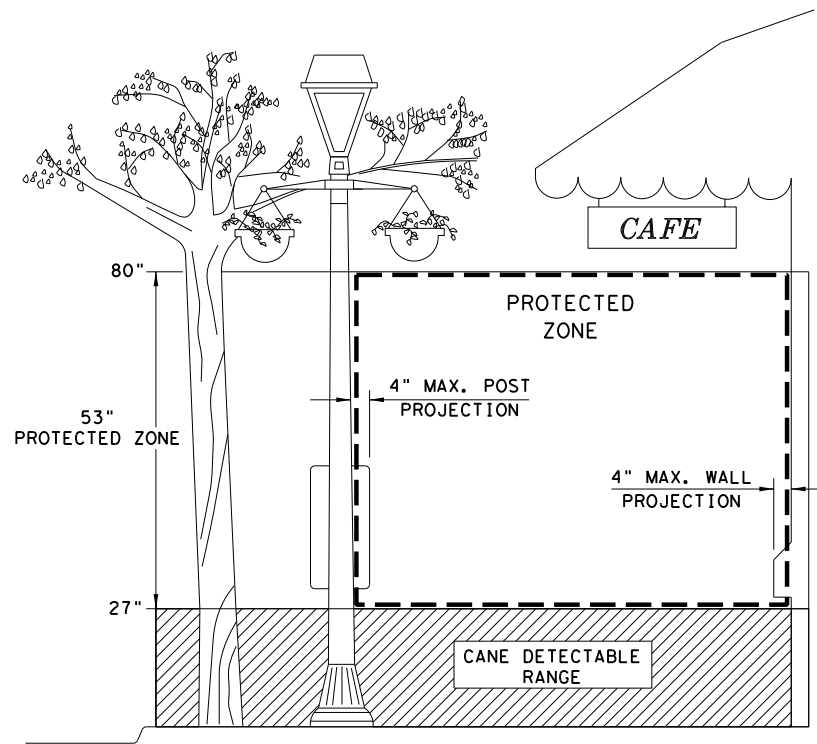 CAFE
80"
PROTECTED
ZONE
4" MAX. POST
PROJECTION
53"
PROTECTED ZONE
4" MAX. WALL
PROJECTION
27"
CANE DETECTABLE
RANGE